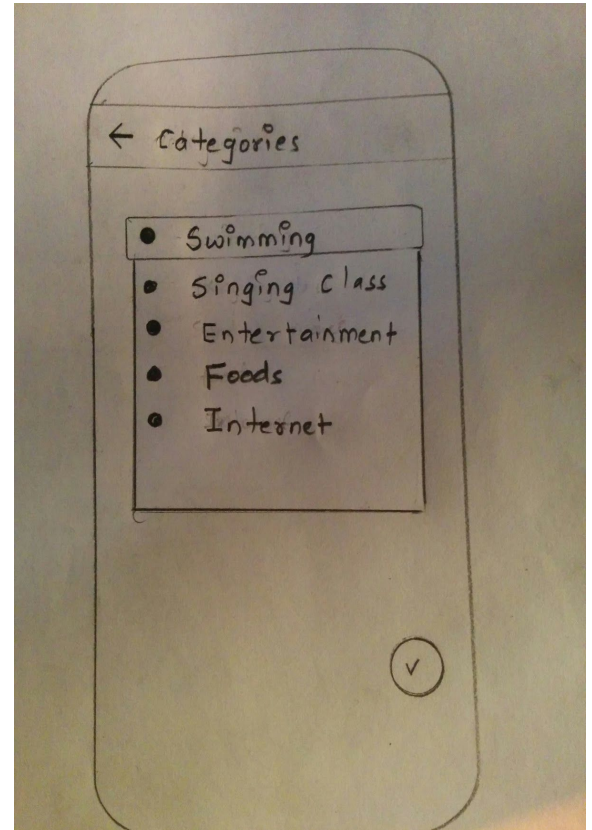 ← Categories
• Swimming
• Singing Class
• Entertainment
• Foods
• Internet